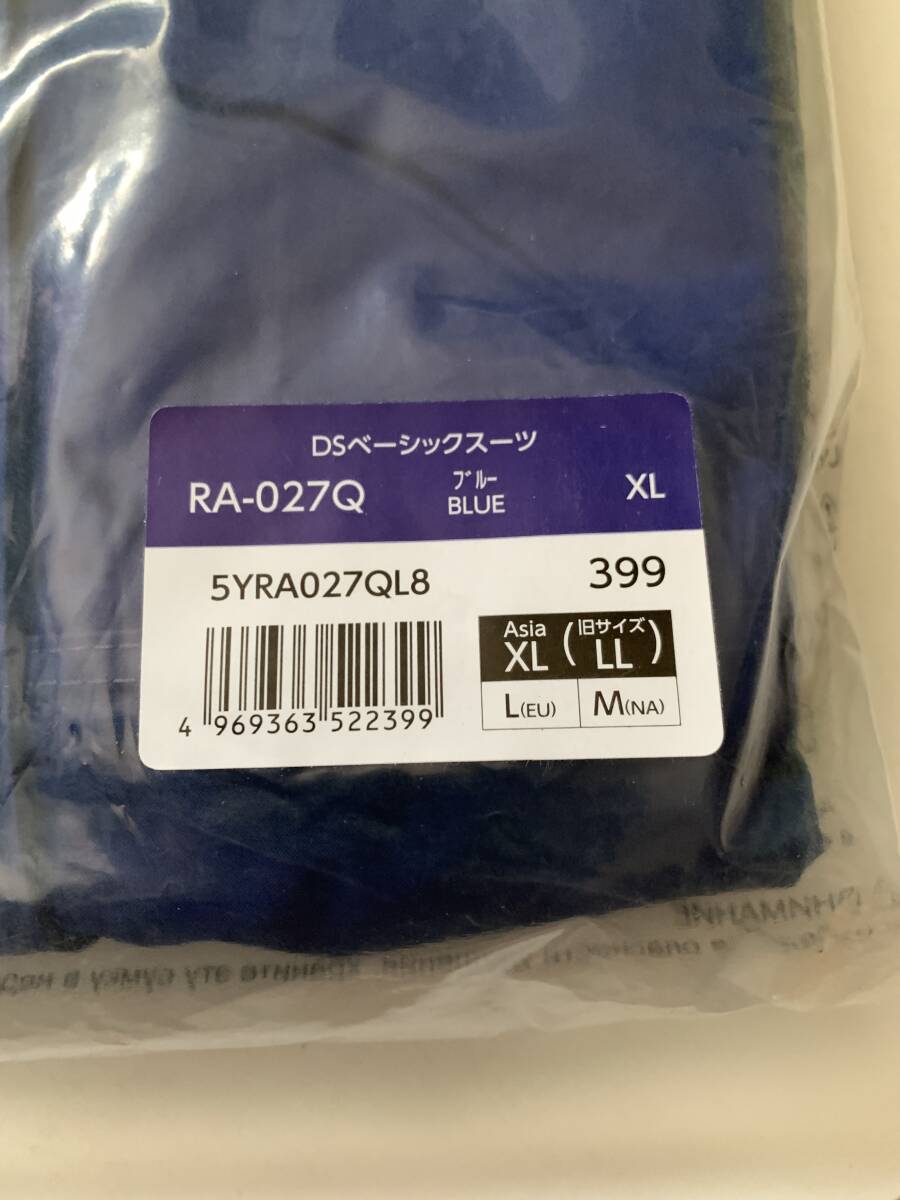 DSベーシックスーツ
RA-027Q
ブルー
BLUE
XL
5YRA027QL8
399
Asia
XL
(旧サイズ
LL)
L(EU)
M(NA)
4 969363 522399